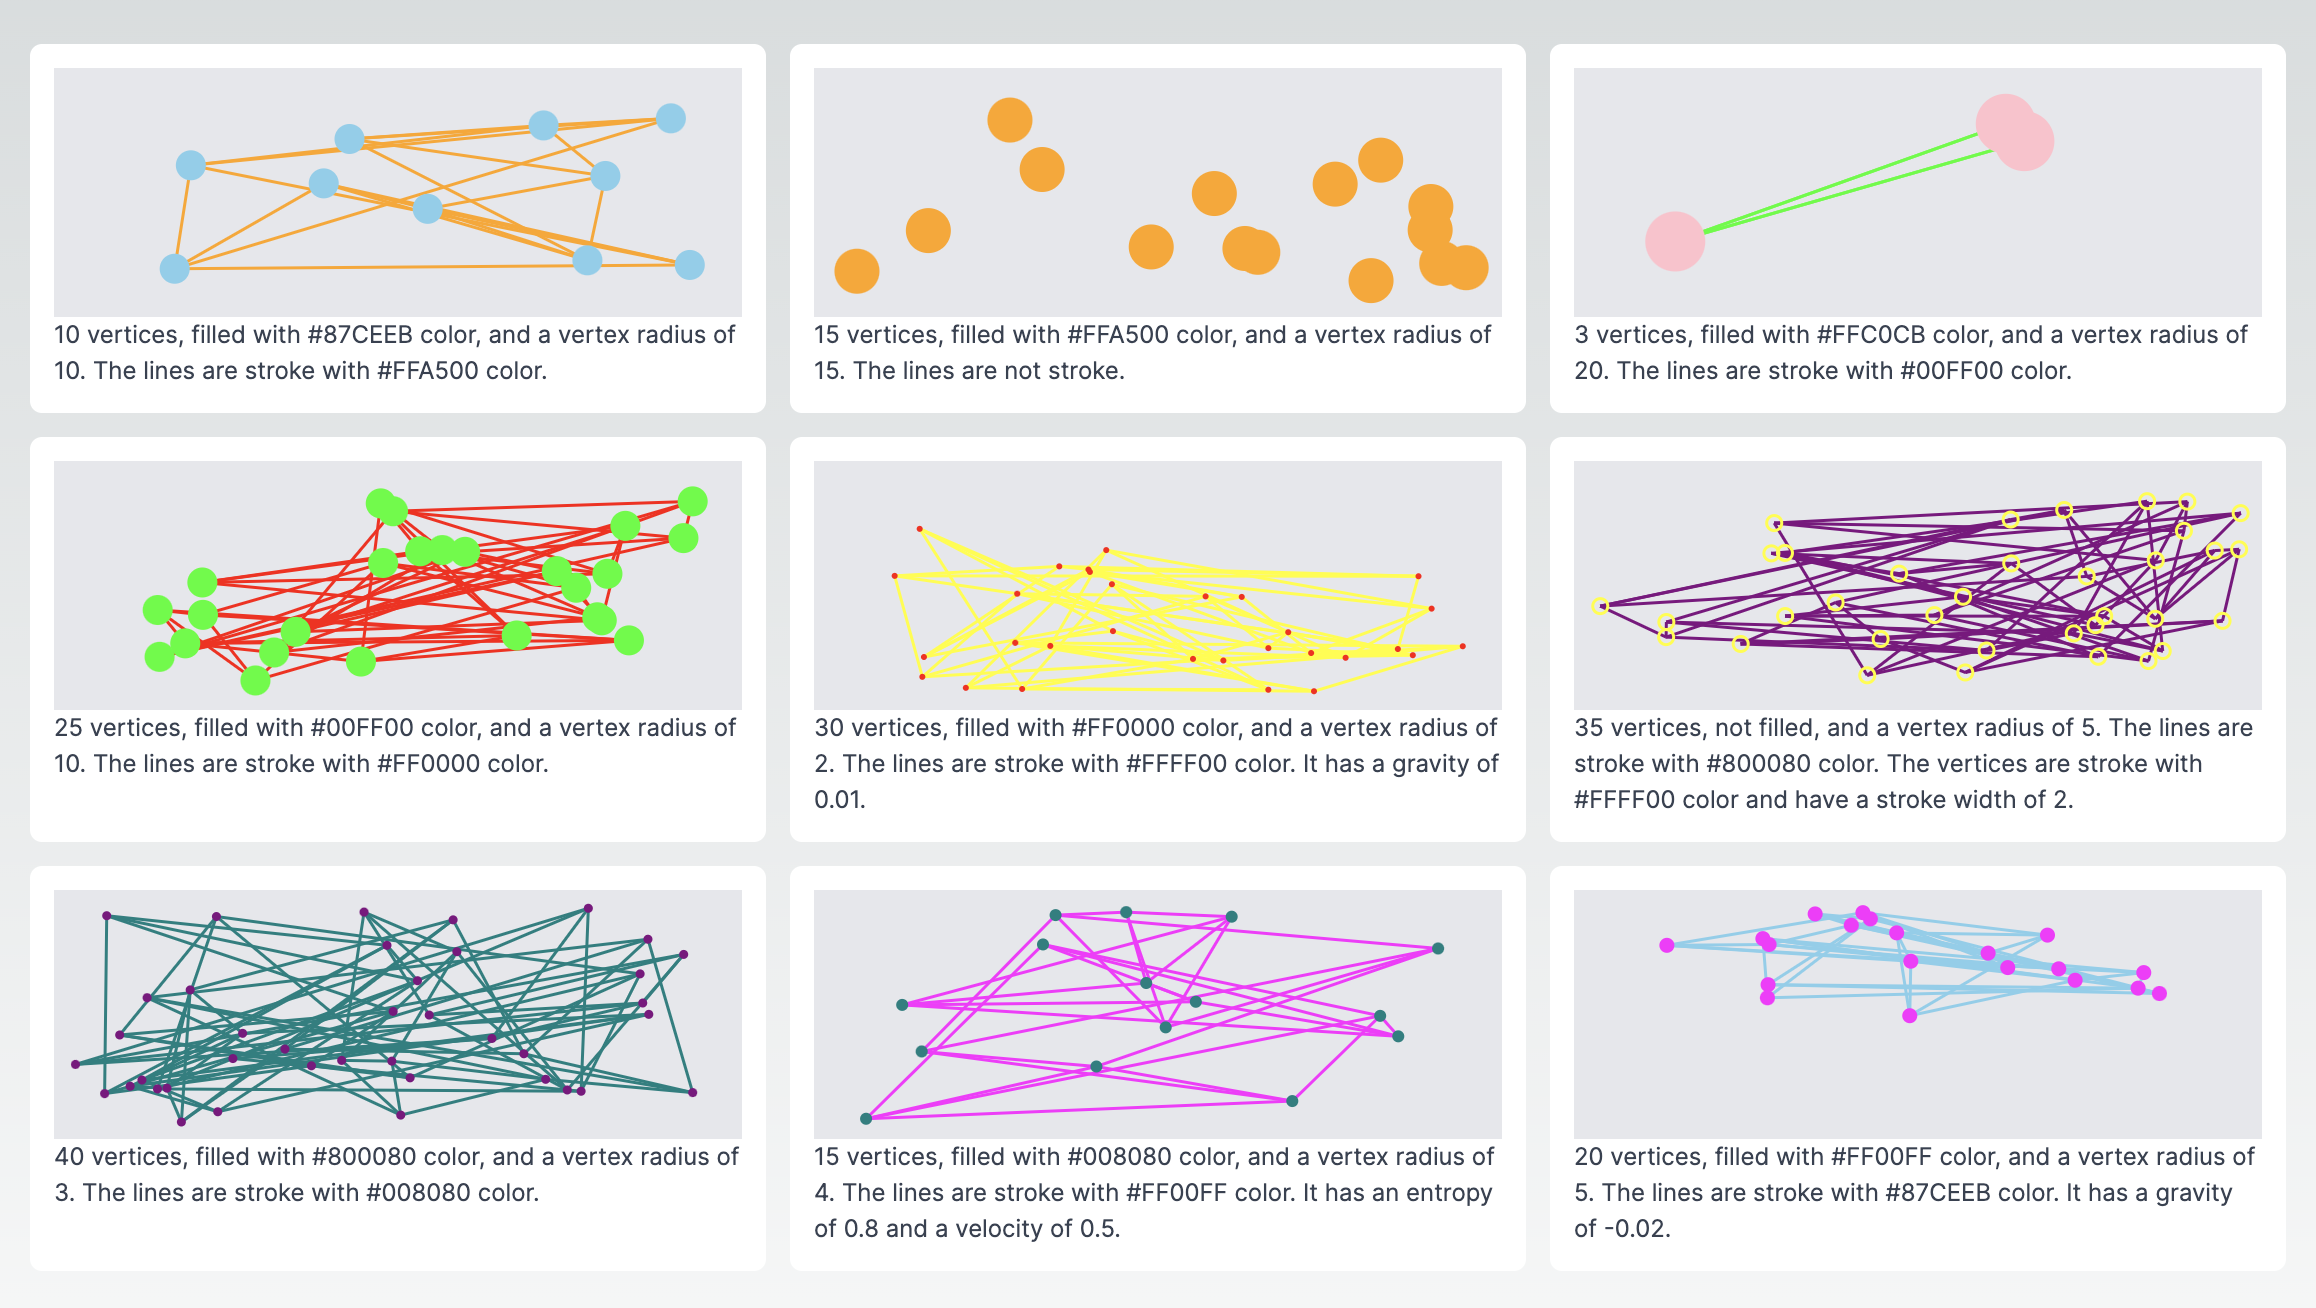 10 vertices, filled with #87CEEB color, and a vertex radius of
10. The lines are stroke with #FFA500 color.
15 vertices, filled with #FFA500 color, and a vertex radius of
15. The lines are not stroke.
3 vertices, filled with #FFC0CB color, and a vertex radius of
20. The lines are stroke with #00FF00 color.
25 vertices, filled with #00FF00 color, and a vertex radius of
10. The lines are stroke with #FF0000 color.
30 vertices, filled with #FF0000 color, and a vertex radius of
2. The lines are stroke with #FFFF00 color. It has a gravity of
0.01.
35 vertices, not filled, and a vertex radius of 5. The lines are
stroke with #800080 color. The vertices are stroke with
#FFFF00 color and have a stroke width of 2.
40 vertices, filled with #800080 color, and a vertex radius of
3. The lines are stroke with #008080 color.
15 vertices, filled with #008080 color, and a vertex radius of
4. The lines are stroke with #FF00FF color. It has an entropy
of 0.8 and a velocity of 0.5.
20 vertices, filled with #FF00FF color, and a vertex radius of
5. The lines are stroke with #87CEEB color. It has a gravity
of -0.02.